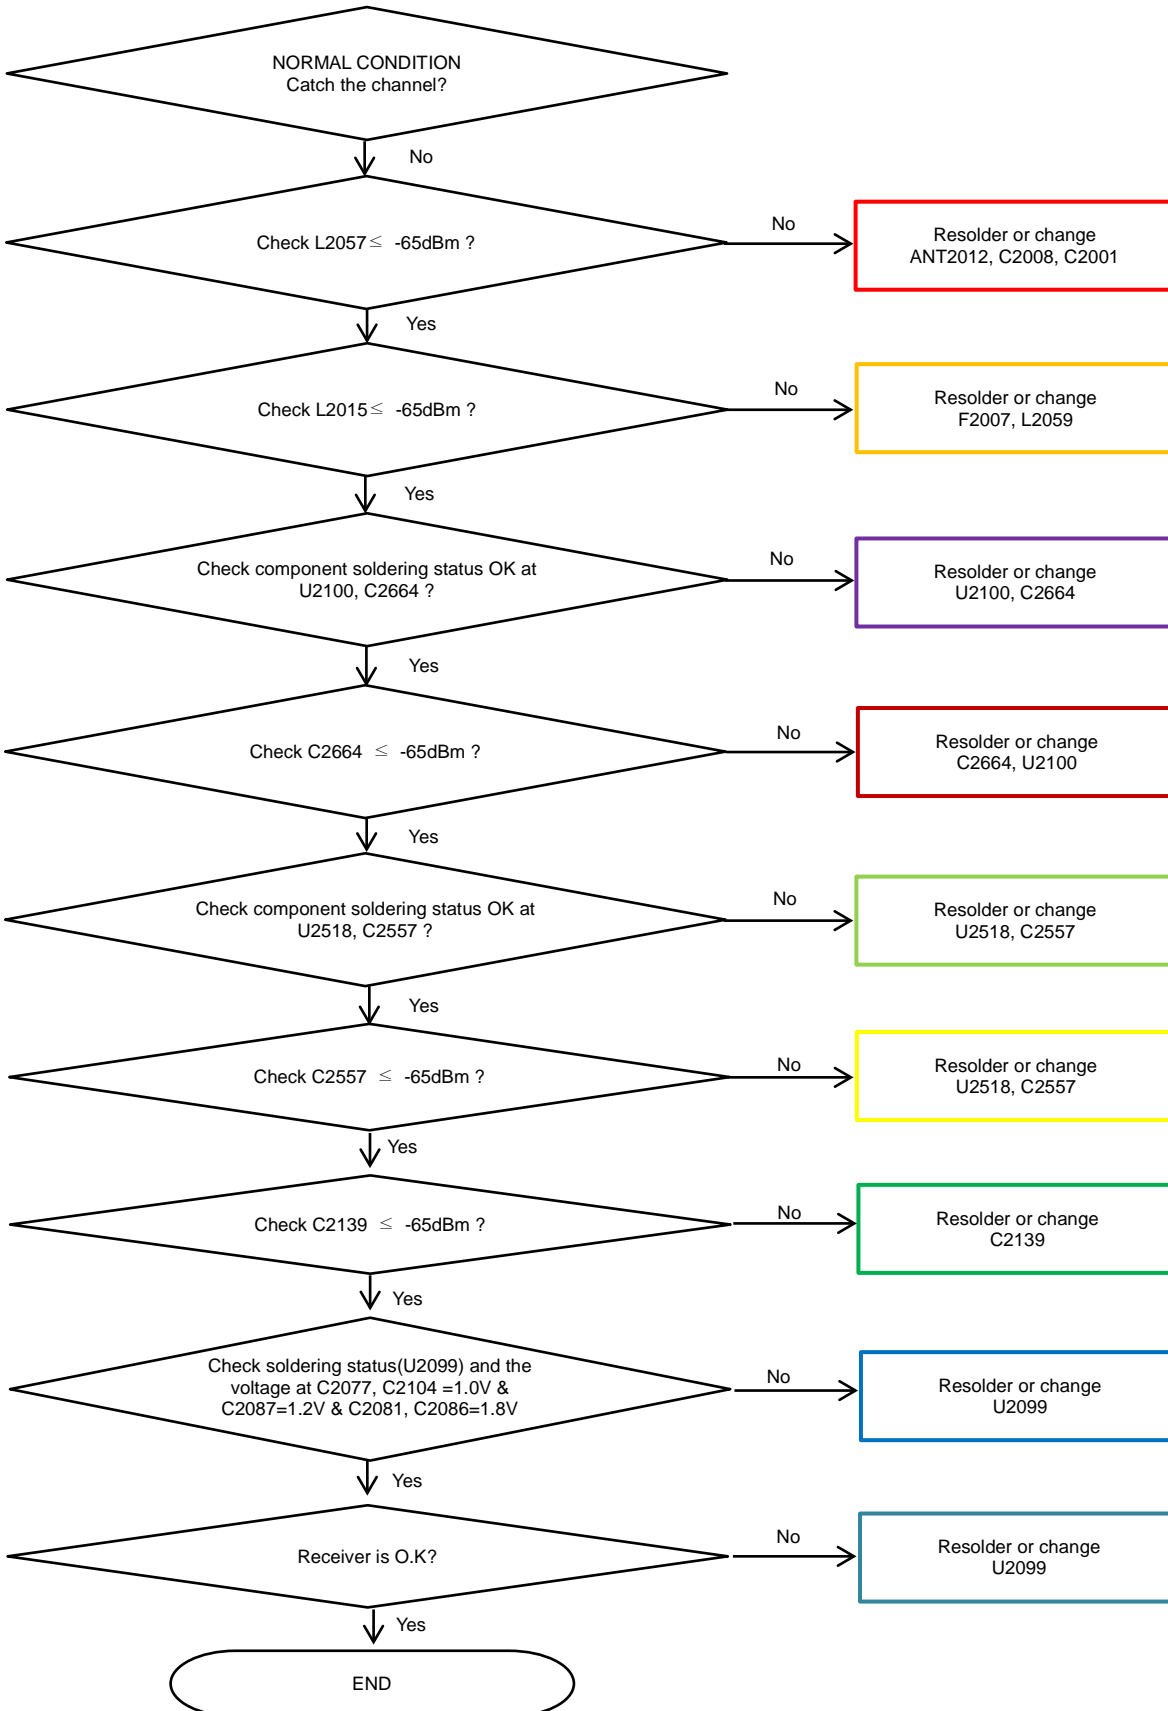 NORMAL CONDITION
Catch the channel?
No
Check L2057≤ -65dBm ?
No
Resolder or change
ANT2012, C2008, C2001
Yes
Check L2015≤ -65dBm ?
No
Resolder or change
F2007, L2059
Yes
Check component soldering status OK at
U2100, C2664 ?
No
Resolder or change
U2100, C2664
Yes
Check C2664 ≤ -65dBm ?
No
Resolder or change
C2664, U2100
Yes
Check component soldering status OK at
U2518, C2557 ?
No
Resolder or change
U2518, C2557
Yes
Check C2557 ≤ -65dBm ?
No
Resolder or change
U2518, C2557
Yes
Check C2139 ≤ -65dBm ?
No
Resolder or change
C2139
Yes
Check soldering status(U2099) and the
voltage at C2077, C2104 =1.0V &
C2087=1.2V & C2081, C2086=1.8V
No
Resolder or change
U2099
Yes
Receiver is O.K?
No
Resolder or change
U2099
Yes
END